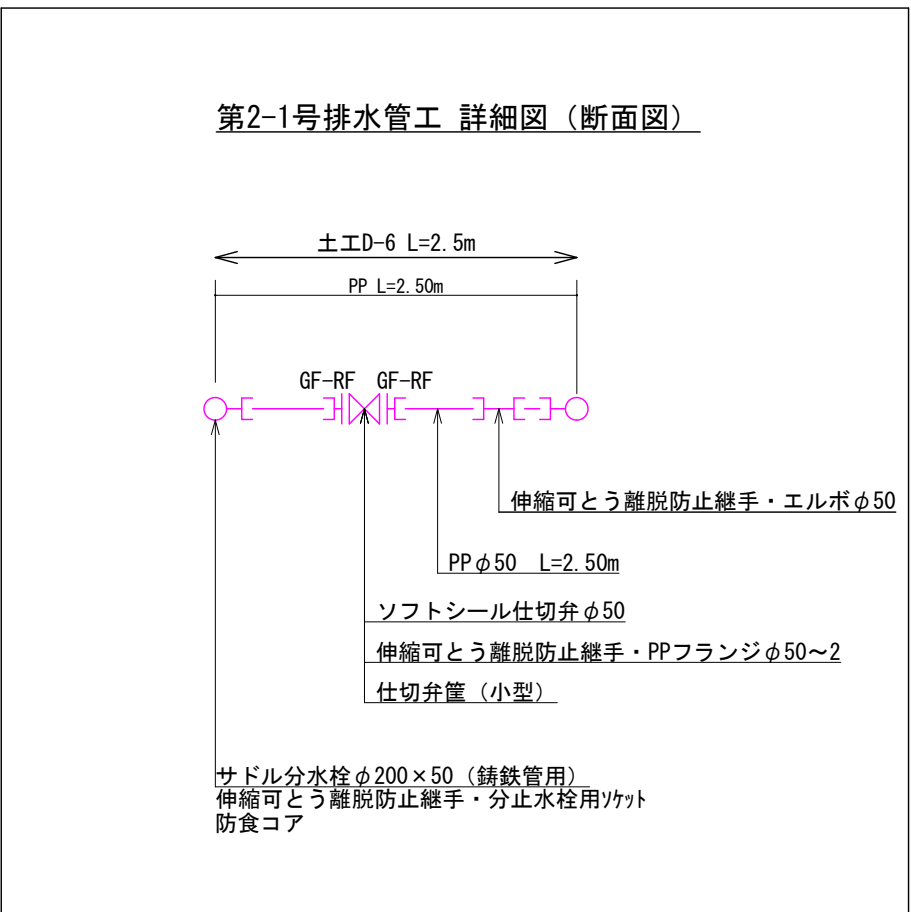 第2-1号排水管工 詳細図（断面図）
土工D-6 L=2.5m
PP L=2.50m
GF-RF GF-RF
伸縮可とう離脱防止継手・エルボφ50
PPφ50 L=2.50m
ソフトシール仕切弁φ50
伸縮可とう離脱防止継手・PPフランジφ50～2
仕切弁筐（小型）
サドル分水栓φ200×50（鋳鉄管用）
伸縮可とう離脱防止継手・分止水栓用ｿｹｯﾄ
防食コア